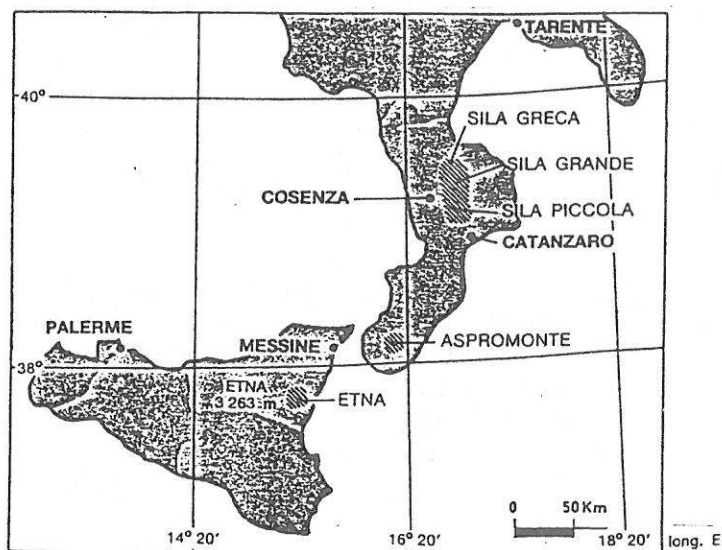 TARENTE
40°
SILA GRECA
SILA GRANDE
COSENZA
SILA PICCOLA
CATANZARO
PALERME
MESSINE
ASPROMONTE
38°
ETNA
3 263 m
ETNA
0 50 Km
14° 20'
16° 20'
18° 20'
long. E